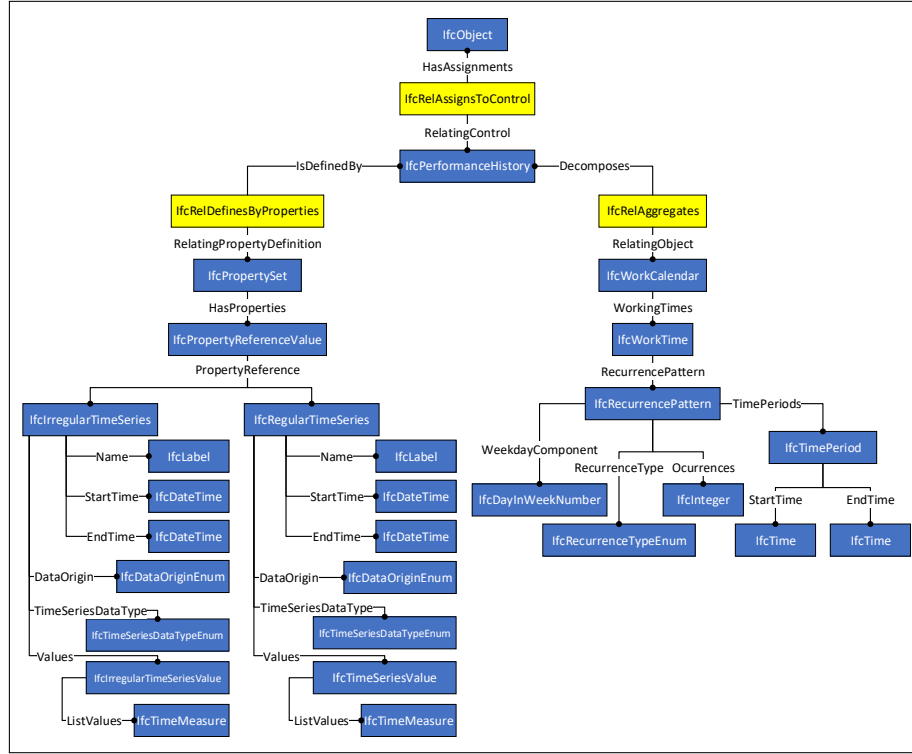 IfcObject
HasAssignments
IfcRelAssignsToControl
RelatingControl
IfcPerformanceHistory
IsDefinedBy
Decomposes
IfcRelDefinesByProperties
IfcRelAggregates
RelatingPropertyDefinition
RelatingObject
IfcPropertySet
IfcWorkCalendar
HasProperties
WorkingTimes
IfcPropertyReferenceValue
IfcWorkTime
PropertyReference
RecurrencePattern
IfcIrregularTimeSeries
IfcRegularTimeSeries
IfcRecurrencePattern
TimePeriods
Name
IfcLabel
Name
IfcLabel
WeekdayComponent
IfcTimePeriod
RecurrenceType
Ocurrences
StartTime
IfcDateTime
StartTime
IfcDateTime
IfcDayInWeekNumber
IfcInteger
StartTime
EndTime
EndTime
IfcDateTime
EndTime
IfcDateTime
IfcRecurrenceTypeEnum
IfcTime
IfcTime
DataOrigin
IfcDataOriginEnum
DataOrigin
IfcDataOriginEnum
TimeSeriesDataType
TimeSeriesDataType
IfcTimeSeriesDataTypeEnum
IfcTimeSeriesDataTypeEnum
Values
Values
IfcIrregularTimeSeriesValue
IfcTimeSeriesValue
ListValues
IfcTimeMeasure
ListValues
IfcTimeMeasure